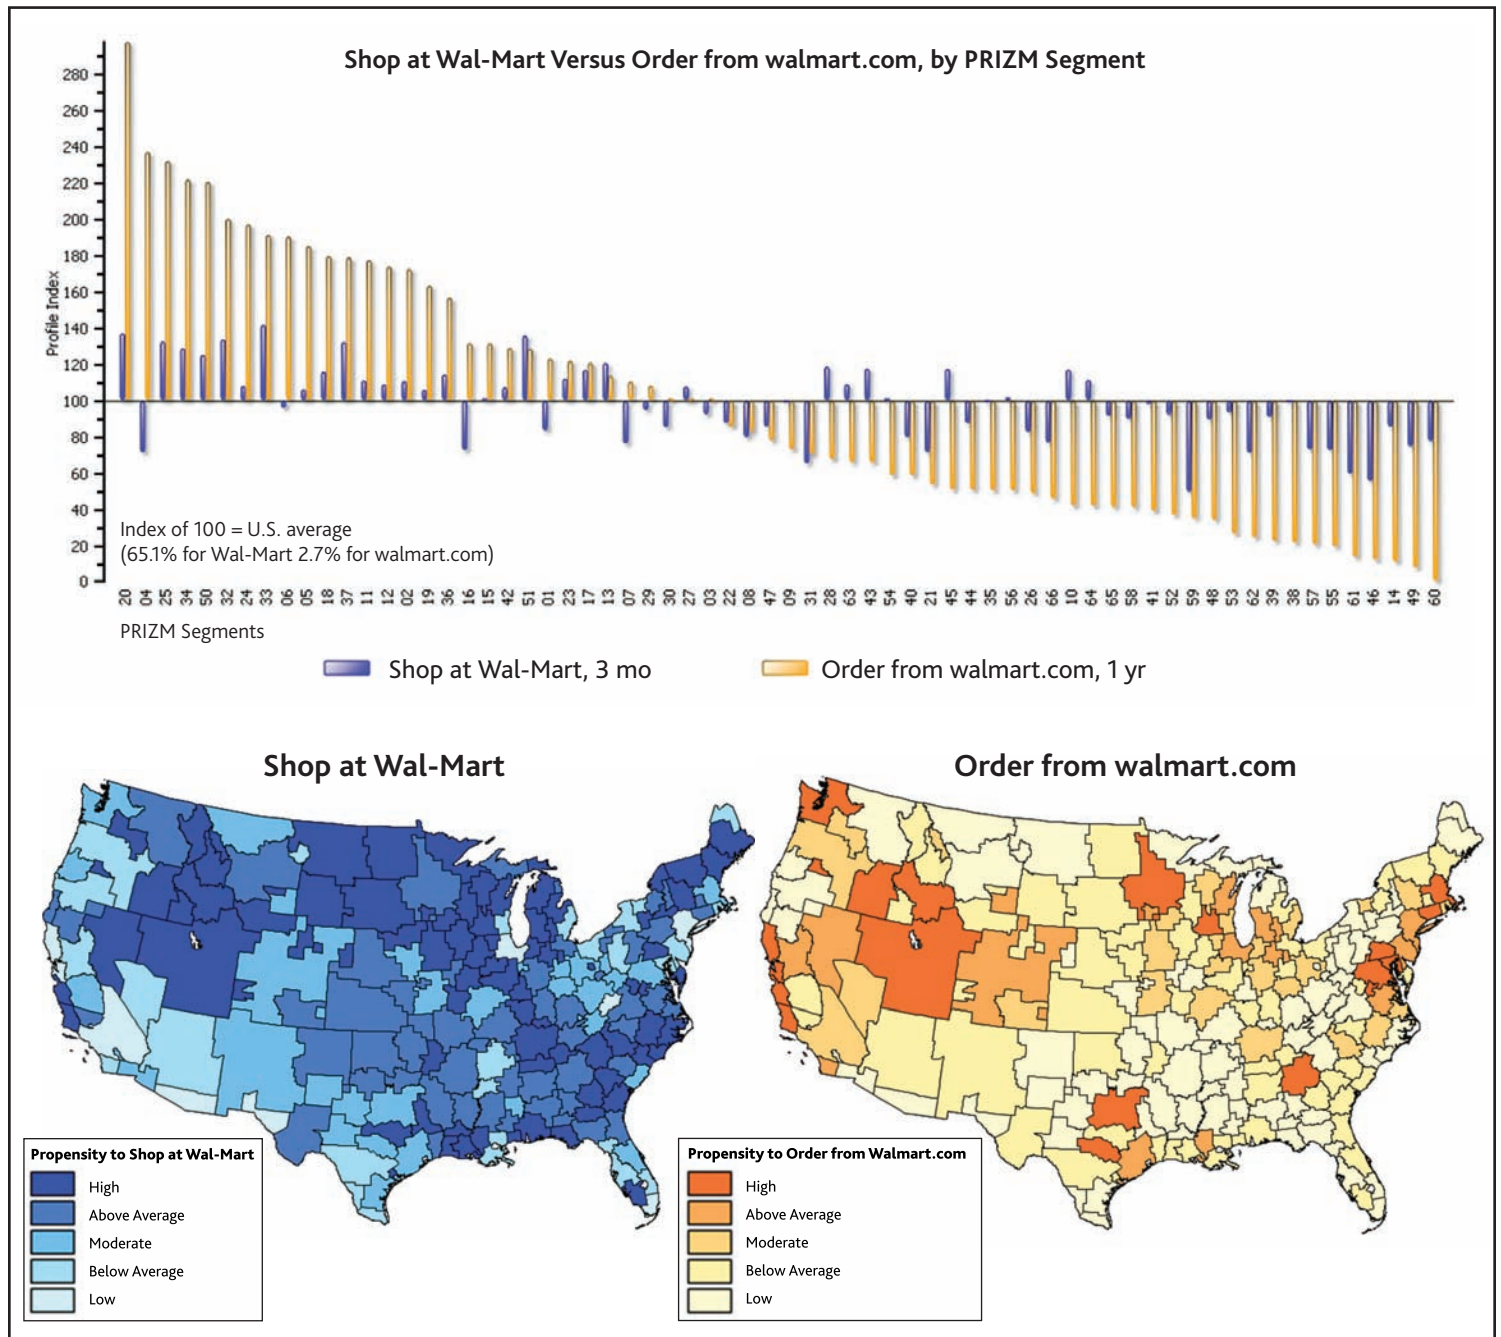 Shop at Wal-Mart Versus Order from walmart.com, by PRIZM Segment
Profile Index
280
260
240
220
200
180
160
140
120
100
80
60
40
20
0
Index of 100 = U.S. average
(65.1% for Wal-Mart 2.7% for walmart.com)
20 04 25 34 50 32 24 33 06 05 18 37 11 12 02 19 36 16 15 42 51 01 23 17 13 07 29 30 27 03 22 08 47 09 31 28 63 43 54 40 21 45 44 35 56 26 66 10 64 65 58 41 52 59 48 53 62 39 38 57 55 61 46 14 49 60
PRIZM Segments
Shop at Wal-Mart, 3 mo
Order from walmart.com, 1 yr
Shop at Wal-Mart
Order from walmart.com
Propensity to Shop at Wal-Mart
High
Above Average
Moderate
Below Average
Low
Propensity to Order from Walmart.com
High
Above Average
Moderate
Below Average
Low